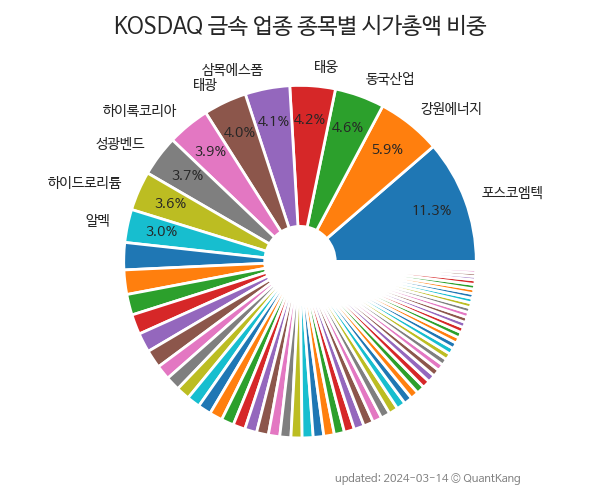 KOSDAQ 금속 업종 종목별 시가총액 비중
포스코엠텍
11.3%
강원에너지
5.9%
동국산업
4.6%
태웅
4.2%
삼목에스폼
4.1%
태광
4.0%
하이록코리아
3.9%
성광벤드
3.7%
하이드로리튬
3.6%
알멕
3.0%
updated: 2024-03-14 © QuantKang